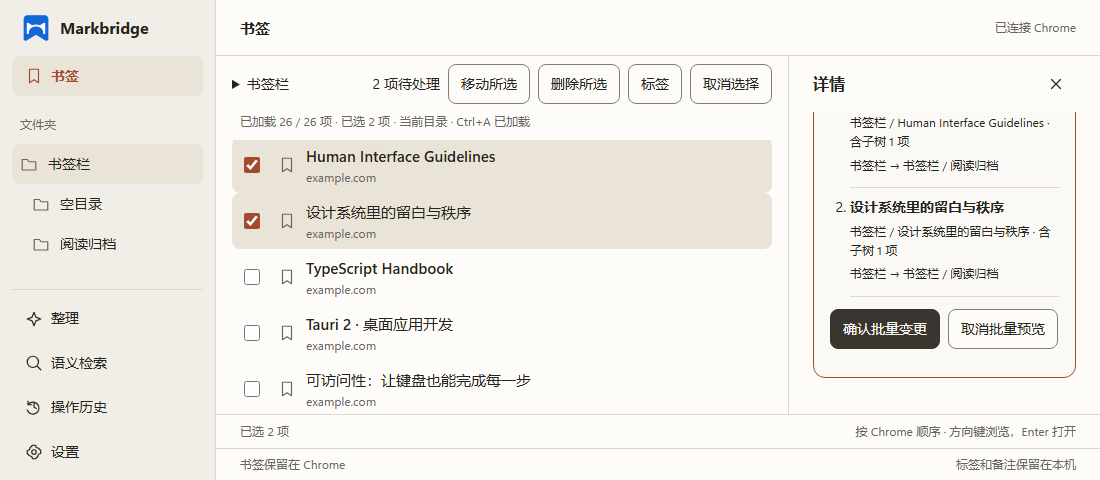 Markbridge
书签
文件夹
书签栏
空目录
阅读归档
整理
语义检索
操作历史
设置
书签
已连接 Chrome
书签栏
2 项待处理
移动所选
删除所选
标签
取消选择
已加载 26 / 26 项 · 已选 2 项 · 当前目录 · Ctrl+A 已加载
Human Interface Guidelines
example.com
设计系统里的留白与秩序
example.com
TypeScript Handbook
example.com
Tauri 2 · 桌面应用开发
example.com
可访问性：让键盘也能完成每一步
example.com
详情
书签栏 / Human Interface Guidelines ·
含子树 1 项
书签栏 → 书签栏 / 阅读归档
2. 设计系统里的留白与秩序
书签栏 / 设计系统里的留白与秩序 · 含
子树 1 项
书签栏 → 书签栏 / 阅读归档
确认批量变更
取消批量预览
已选 2 项
按 Chrome 顺序 · 方向键浏览，Enter 打开
书签保留在 Chrome
标签和备注保留在本机